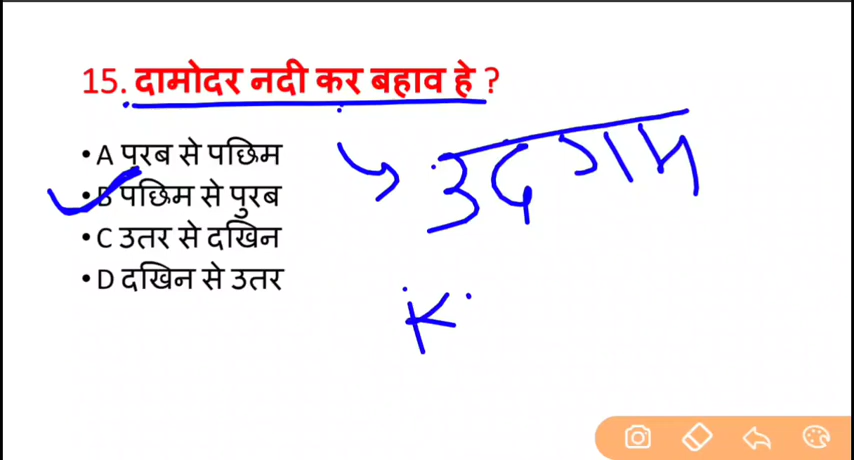 15. दामोदर नदी कर बहाव हे ?
• A परब से पछिम
• B पछिम से पुरब
• C उतर से दखिन
• D दखिन से उतर
उदगम
K